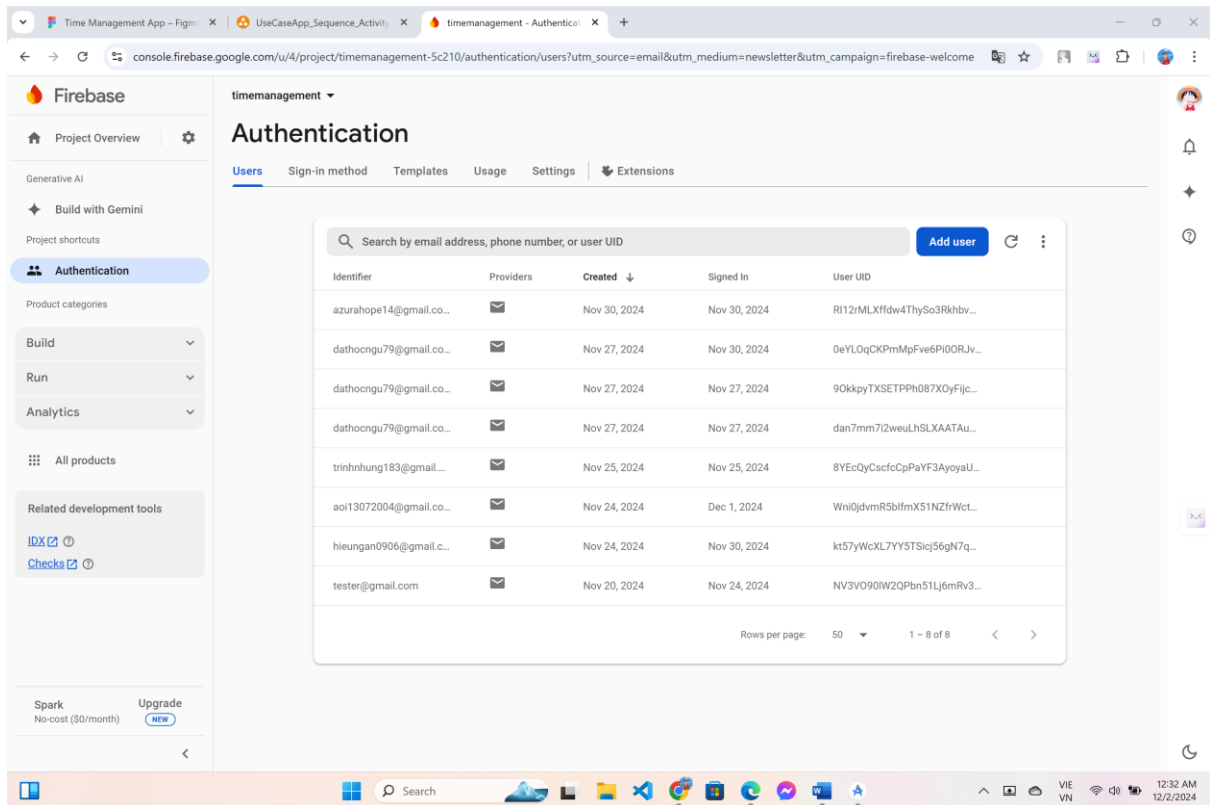 Time Management App – Figma
UseCaseApp_Sequence_Activity
timemanagement - Authenticat
console.firebase.google.com/u/4/project/timemanagement-5c210/authentication/users?utm_source=email&utm_medium=newsletter&utm_campaign=firebase-welcome
Firebase
timemanagement
Project Overview
Authentication
Users Sign-in method Templates Usage Settings Extensions
Generative AI
Build with Gemini
Project shortcuts
Authentication
Product categories
Build
Run
Analytics
All products
Related development tools
IDX
Checks
Spark
No-cost ($0/month)
Upgrade
NEW
Search by email address, phone number, or user UID
Add user
Identifier Providers Created Signed In User UID
azurahope14@gmail.co... Nov 30, 2024 Nov 30, 2024 RI12rMLXffdw4ThySo3Rkhbv...
dathocngu79@gmail.co... Nov 27, 2024 Nov 30, 2024 0eYLOqCKPmMpFve6Pi0ORJv...
dathocngu79@gmail.co... Nov 27, 2024 Nov 27, 2024 9OkkpyTXSETPPh087XOyFijc...
dathocngu79@gmail.co... Nov 27, 2024 Nov 27, 2024 dan7mm7i2weuLhSLXAATAu...
trinhnhung183@gmail.... Nov 25, 2024 Nov 25, 2024 8YEcQyCscfcCpPaYF3AyoyaU...
aoi13072004@gmail.co... Nov 24, 2024 Dec 1, 2024 Wni0jdvmR5blfmX51NZfrWct...
hieungan0906@gmail.c... Nov 24, 2024 Nov 30, 2024 kt57yWcXL7YY5TSicj56gN7q...
tester@gmail.com Nov 20, 2024 Nov 24, 2024 NV3VO90lW2QPbn51Lj6mRv3...
Rows per page: 50 1 – 8 of 8
Search
VIE
VN
12:32 AM
12/2/2024